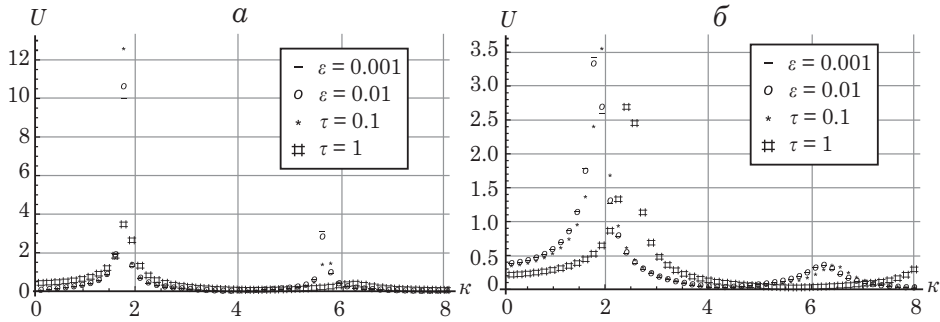 U
а
12
10
8
6
4
2
0
0
2
4
6
8
κ
− ε = 0.001
o ε = 0.01
* τ = 0.1
⌗ τ = 1
U
б
3.5
3.0
2.5
2.0
1.5
1.0
0.5
0
0
2
4
6
8
κ
− ε = 0.001
o ε = 0.01
* τ = 0.1
⌗ τ = 1